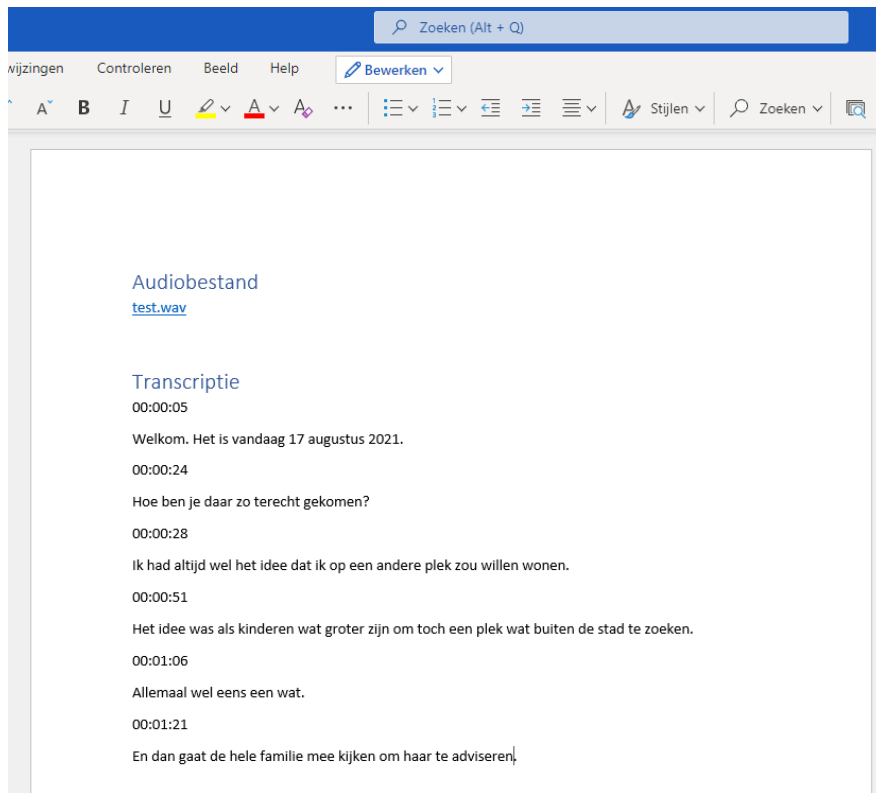 Zoeken (Alt + Q)
wijzingen Controleren Beeld Help Bewerken
A B I U A A ... Stijlen Zoeken
Audiobestand
test.wav
Transcriptie
00:00:05
Welkom. Het is vandaag 17 augustus 2021.
00:00:24
Hoe ben je daar zo terecht gekomen?
00:00:28
Ik had altijd wel het idee dat ik op een andere plek zou willen wonen.
00:00:51
Het idee was als kinderen wat groter zijn om toch een plek wat buiten de stad te zoeken.
00:01:06
Allemaal wel eens een wat.
00:01:21
En dan gaat de hele familie mee kijken om haar te adviseren.